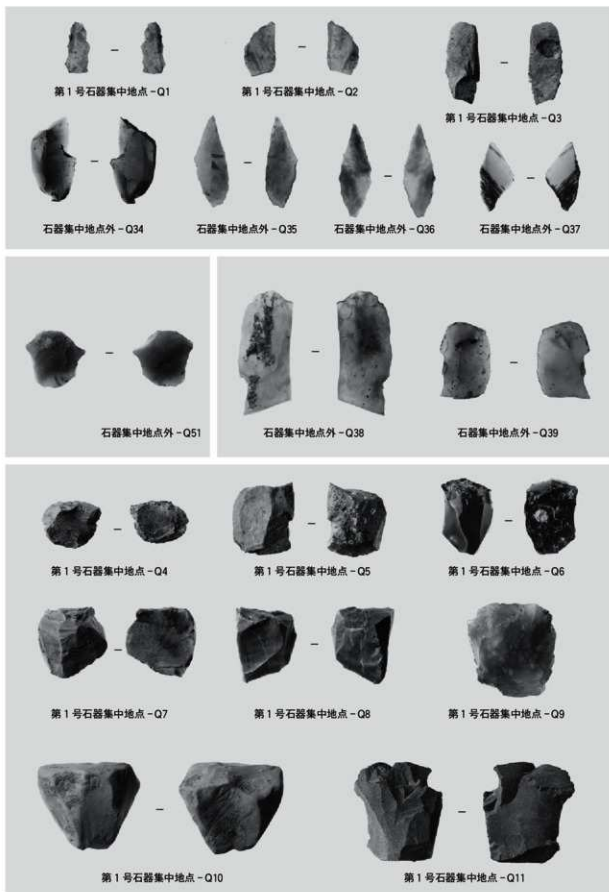 第1号石器集中地点-Q1
第1号石器集中地点-Q2
第1号石器集中地点-Q3
石器集中地点外-Q34
石器集中地点外-Q35
石器集中地点外-Q36
石器集中地点外-Q37
石器集中地点外-Q51
石器集中地点外-Q38
石器集中地点外-Q39
第1号石器集中地点-Q4
第1号石器集中地点-Q5
第1号石器集中地点-Q6
第1号石器集中地点-Q7
第1号石器集中地点-Q8
第1号石器集中地点-Q9
第1号石器集中地点-Q10
第1号石器集中地点-Q11